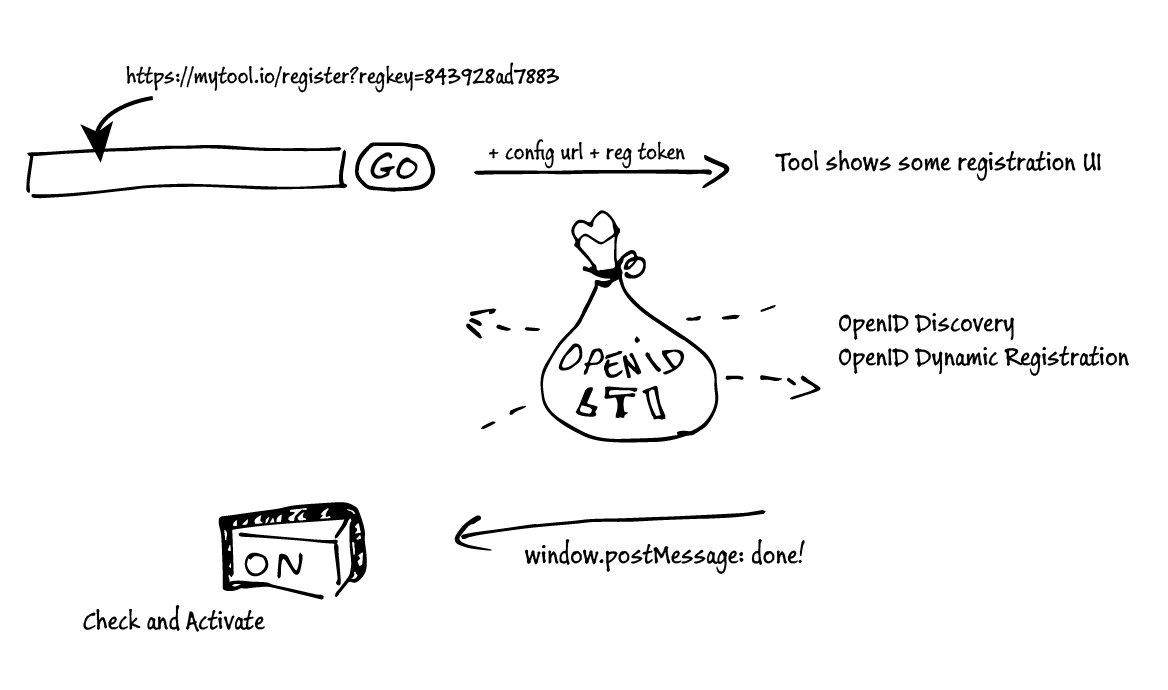 https://mytool.io/register?regkey=843928ad7883
GO
+ config url + reg token
Tool shows some registration UI
OPENiD
LTI
OpenID Discovery
OpenID Dynamic Registration
ON
window.postMessage: done!
Check and Activate